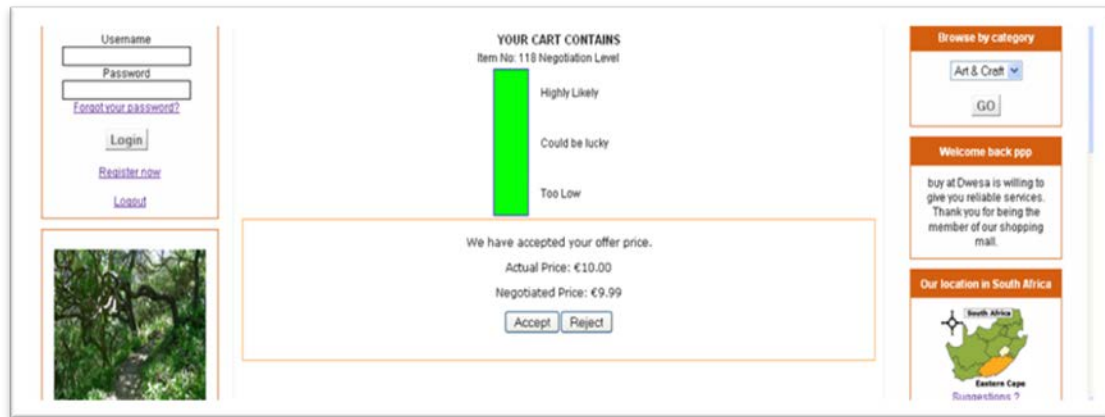 Username
Password
Forgot your password?
Login
Register now
Logout
YOUR CART CONTAINS
Item No: 118 Negotiation Level
Highly Likely
Could be lucky
Too Low
We have accepted your offer price.
Actual Price: €10.00
Negotiated Price: €9.99
Accept Reject
Browse by category
Art & Craft
GO
Welcome back ppp
buy at Dwesa is willing to
give you reliable services.
Thank you for being the
member of our shopping
mall.
Our location in South Africa
South Africa
Eastern Cape
Suggestions ?